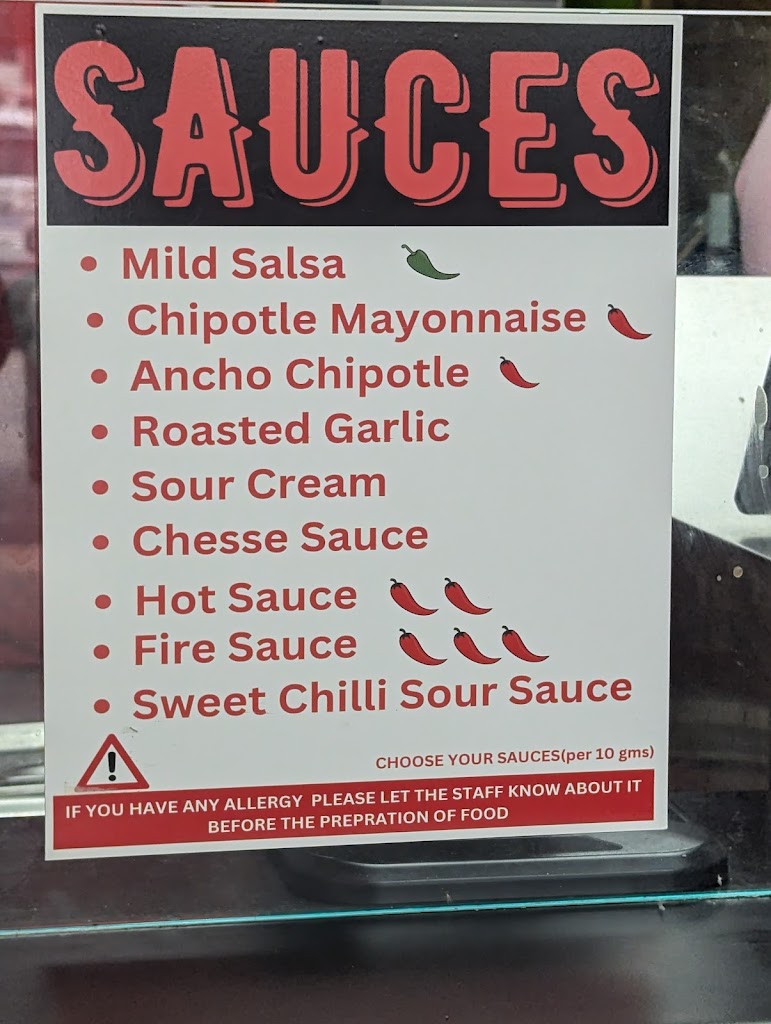 SAUCES
• Mild Salsa
• Chipotle Mayonnaise
• Ancho Chipotle
• Roasted Garlic
• Sour Cream
• Chesse Sauce
• Hot Sauce
• Fire Sauce
• Sweet Chilli Sour Sauce
CHOOSE YOUR SAUCES(per 10 gms)
IF YOU HAVE ANY ALLERGY PLEASE LET THE STAFF KNOW ABOUT IT
BEFORE THE PREPRATION OF FOOD